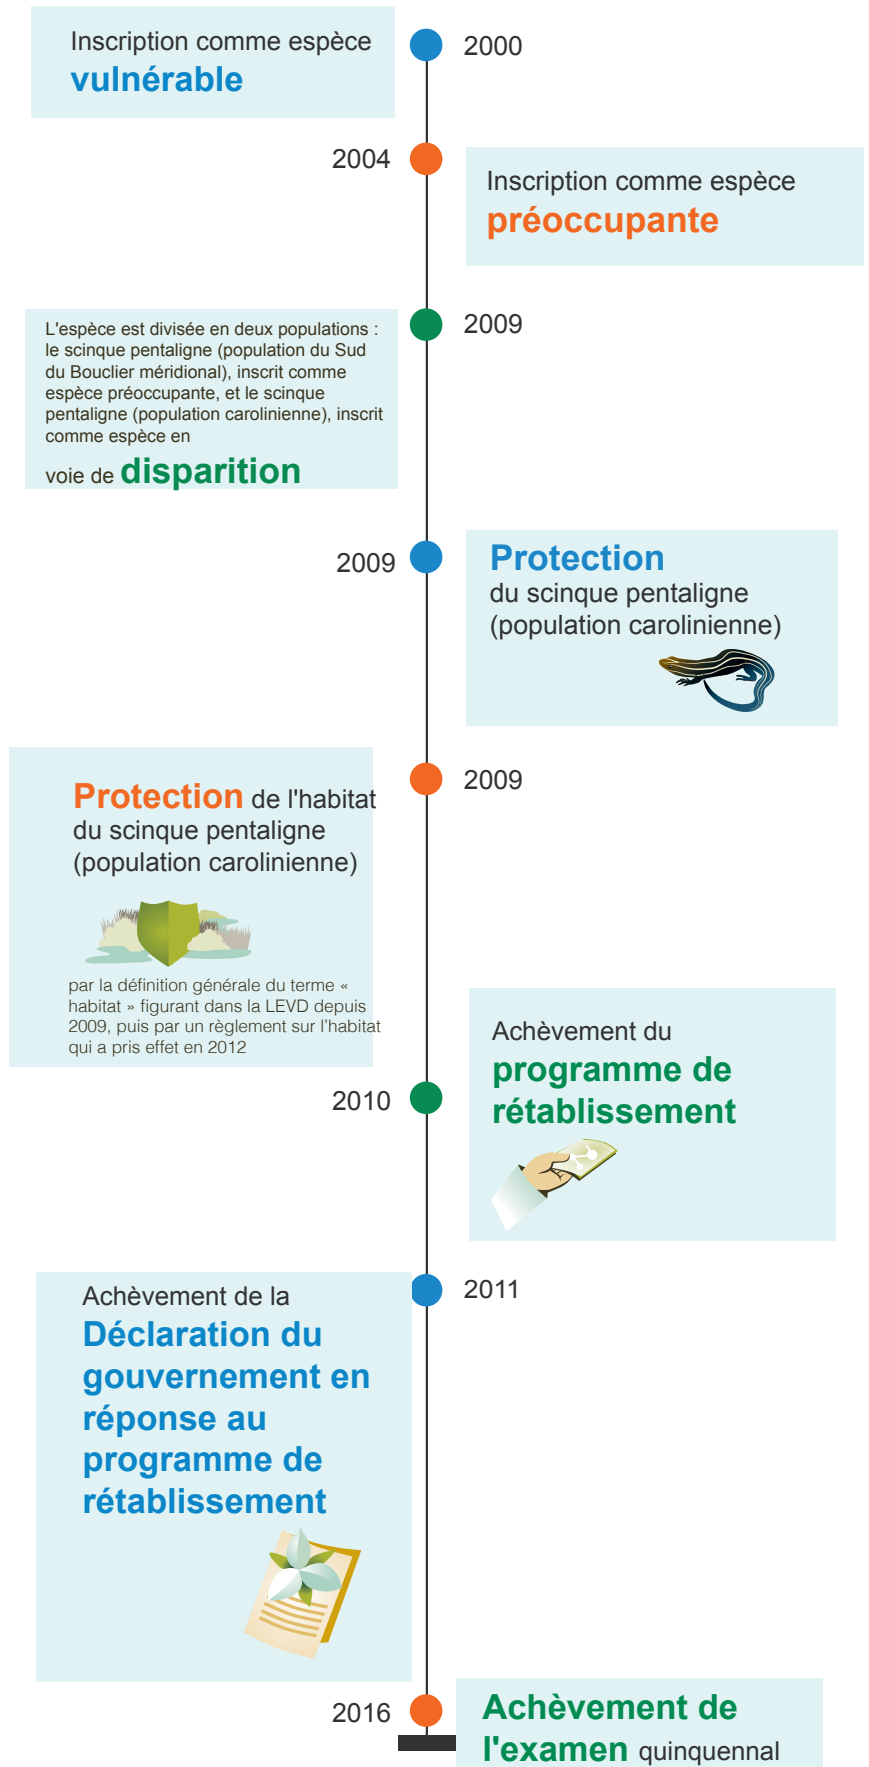 Inscription comme espèce
vulnérable
2000
2004
Inscription comme espèce
préoccupante
2009
L'espèce est divisée en deux populations :
le scinque pentaligne (population du Sud
du Bouclier méridional), inscrit comme
espèce préoccupante, et le scinque
pentaligne (population carolinienne), inscrit
comme espèce en
voie de disparition
2009
Protection
du scinque pentaligne
(population carolinienne)
2009
Protection de l'habitat
du scinque pentaligne
(population carolinienne)
par la définition générale du terme «
habitat » figurant dans la LEVD depuis
2009, puis par un règlement sur l'habitat
qui a pris effet en 2012
2010
Achèvement du
programme de
rétablissement
2011
Achèvement de la
Déclaration du
gouvernement en
réponse au
programme de
rétablissement
2016
Achèvement de
l'examen quinquennal